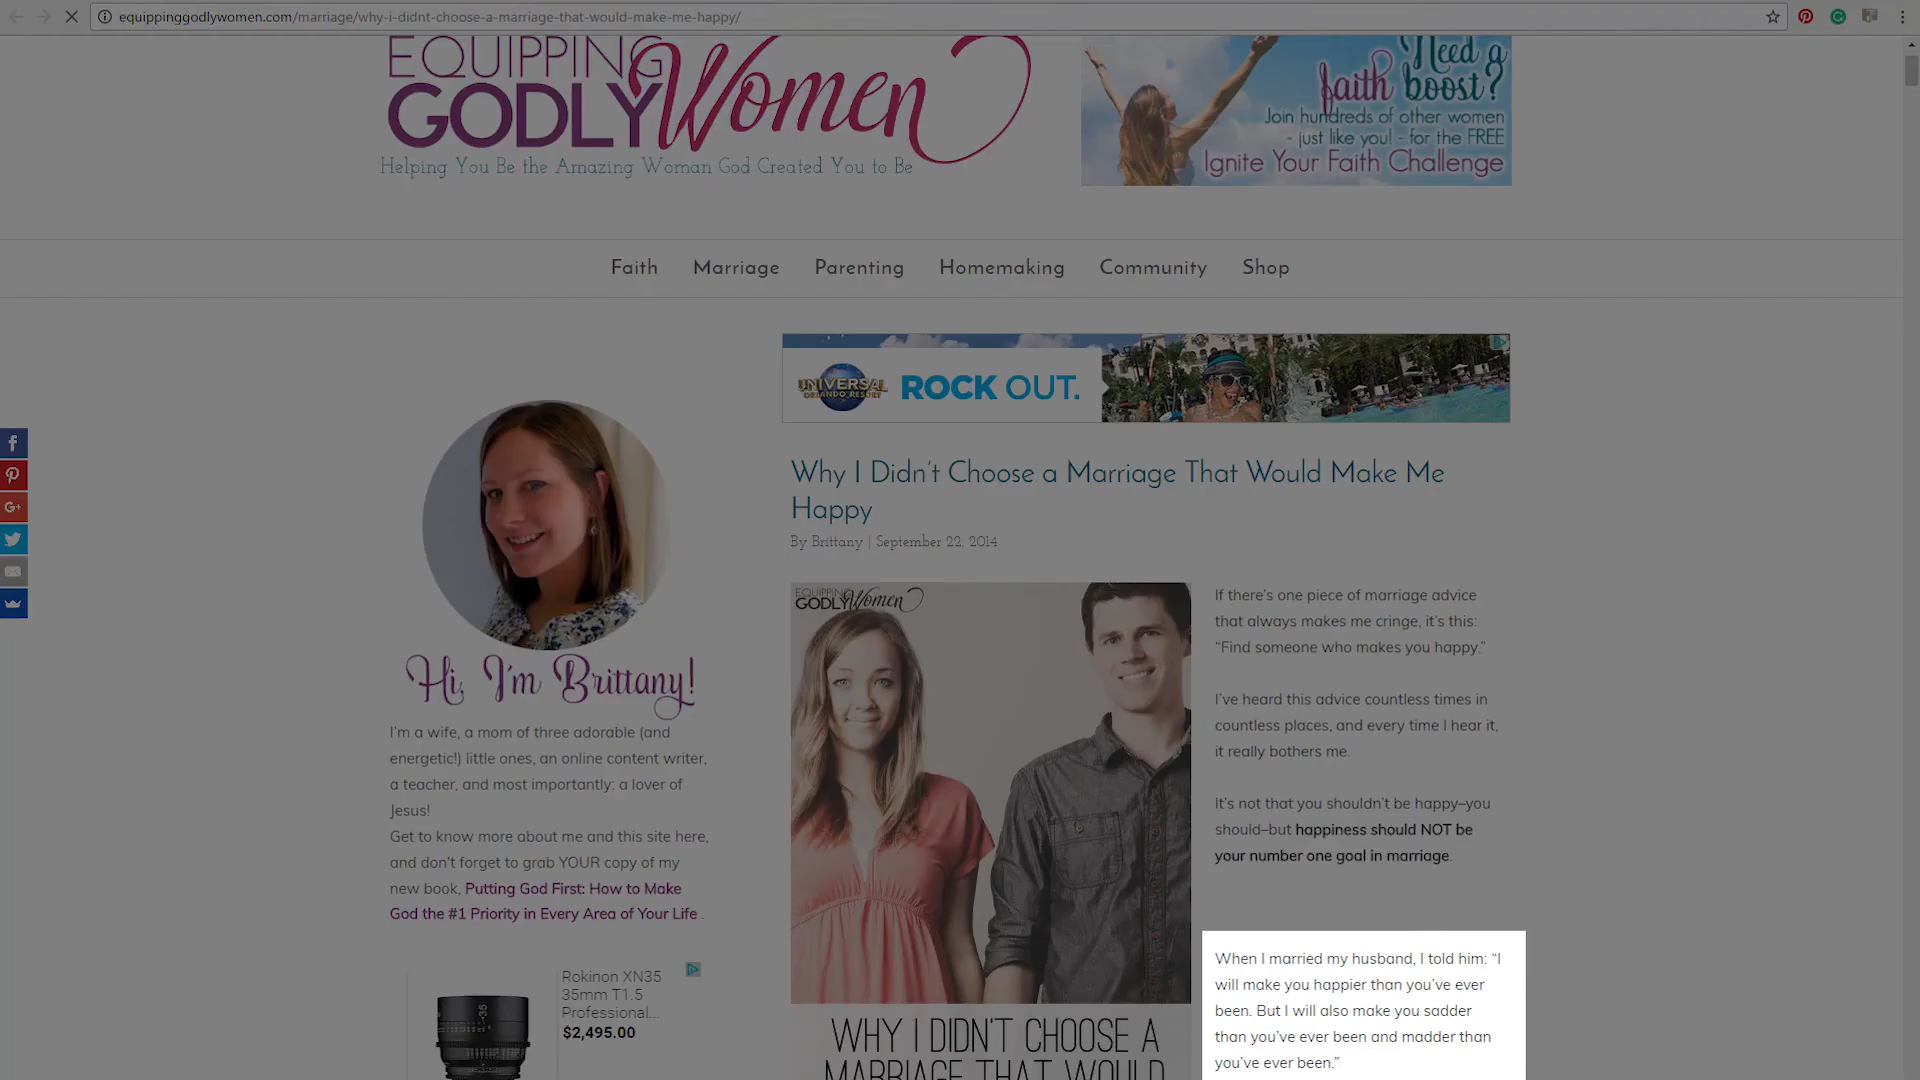 equippinggodlywomen.com/marriage/why-i-didnt-choose-a-marriage-that-would-make-me-happy/
EQUIPPING
GODLY Women
Helping You Be the Amazing Woman God Created You to Be
Need a
faith boost?
Join hundreds of other women
- just like you! - for the FREE
Ignite Your Faith Challenge
Faith Marriage Parenting Homemaking Community Shop
UNIVERSAL
ORLANDO RESORT
ROCK OUT.
Why I Didn't Choose a Marriage That Would Make Me
Happy
By Brittany | September 22, 2014
Hi, I'm Brittany!
I'm a wife, a mom of three adorable (and
energetic!) little ones, an online content writer,
a teacher, and most importantly: a lover of
Jesus!
Get to know more about me and this site here,
and don't forget to grab YOUR copy of my
new book, Putting God First: How to Make
God the #1 Priority in Every Area of Your Life .
Rokinon XN35
35mm T1.5
Professional...
$2,495.00
EQUIPPING
GODLY Women
WHY I DIDN'T CHOOSE A
MARRIAGE THAT WOULD
If there's one piece of marriage advice
that always makes me cringe, it's this:
“Find someone who makes you happy.”
I've heard this advice countless times in
countless places, and every time I hear it,
it really bothers me.
It's not that you shouldn't be happy–you
should–but happiness should NOT be
your number one goal in marriage.
When I married my husband, I told him: “I
will make you happier than you've ever
been. But I will also make you sadder
than you've ever been and madder than
you've ever been.”